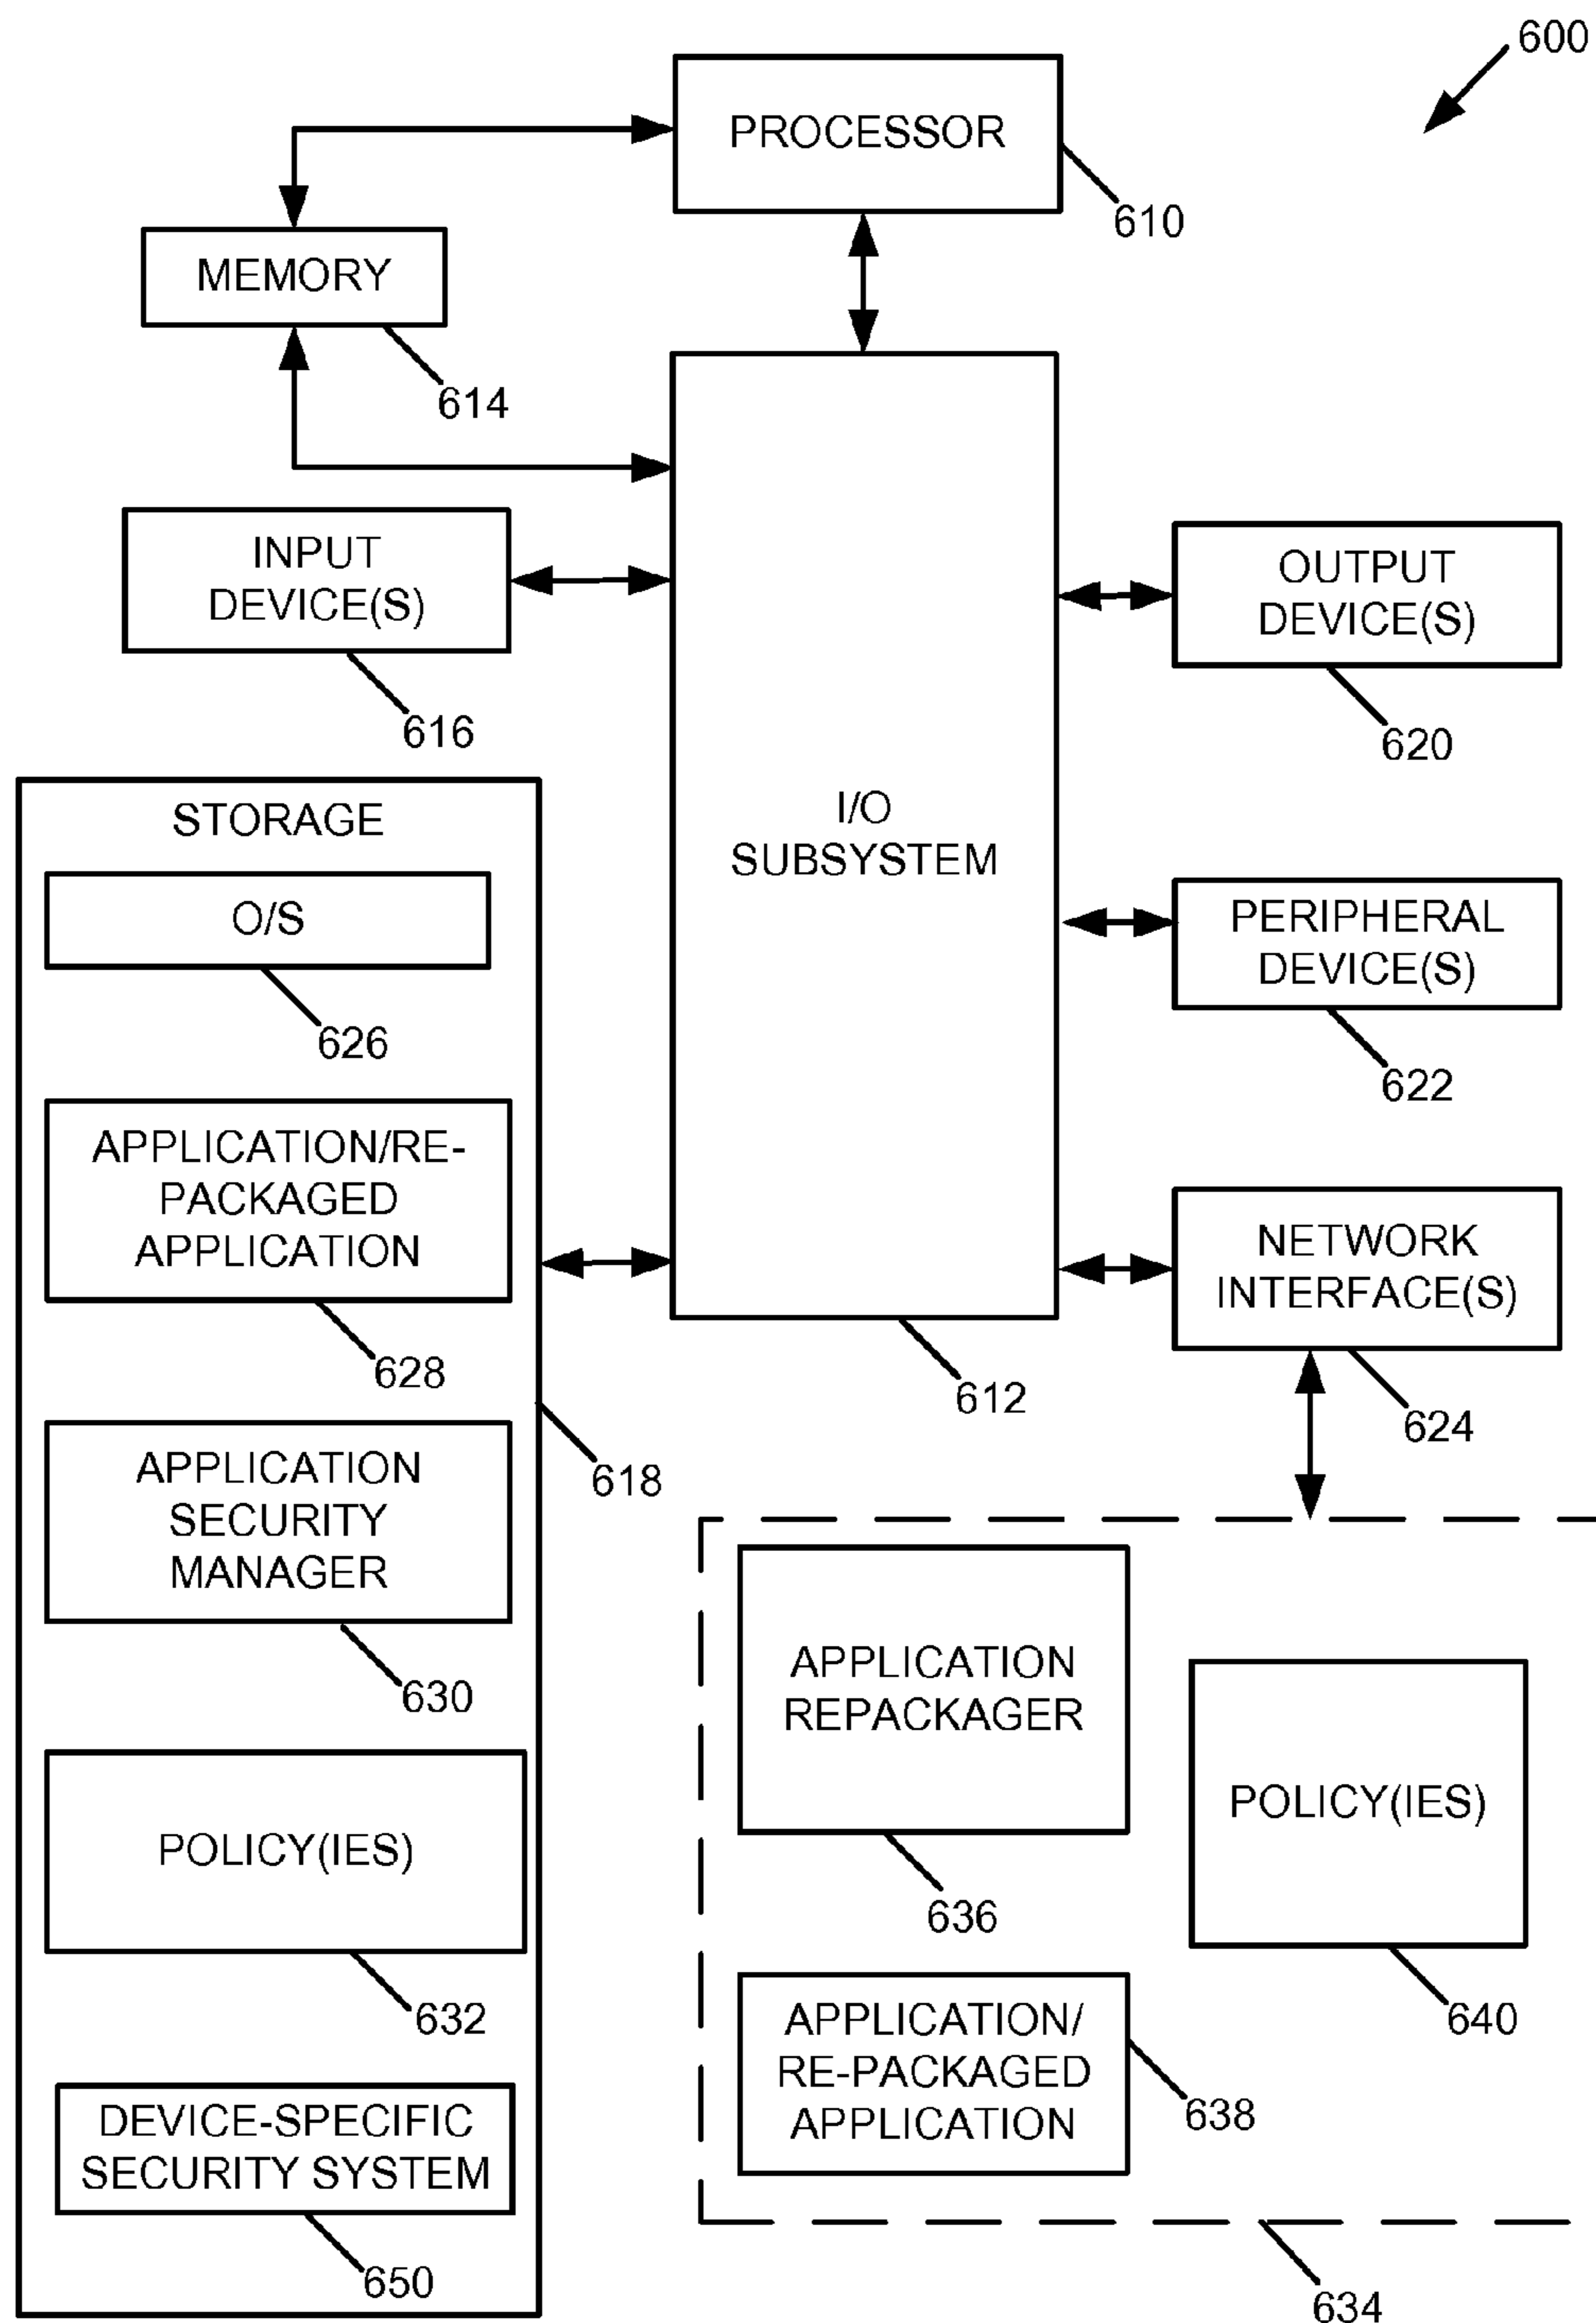 600
PROCESSOR
610
MEMORY
614
INPUT
DEVICE(S)
616
I/O
SUBSYSTEM
612
OUTPUT
DEVICE(S)
620
PERIPHERAL
DEVICE(S)
622
NETWORK
INTERFACE(S)
624
STORAGE
O/S
626
APPLICATION/RE-
PACKAGED
APPLICATION
628
618
APPLICATION
SECURITY
MANAGER
630
POLICY(IES)
632
DEVICE-SPECIFIC
SECURITY SYSTEM
650
APPLICATION
REPACKAGER
636
POLICY(IES)
640
APPLICATION/
RE-PACKAGED
APPLICATION
638
634